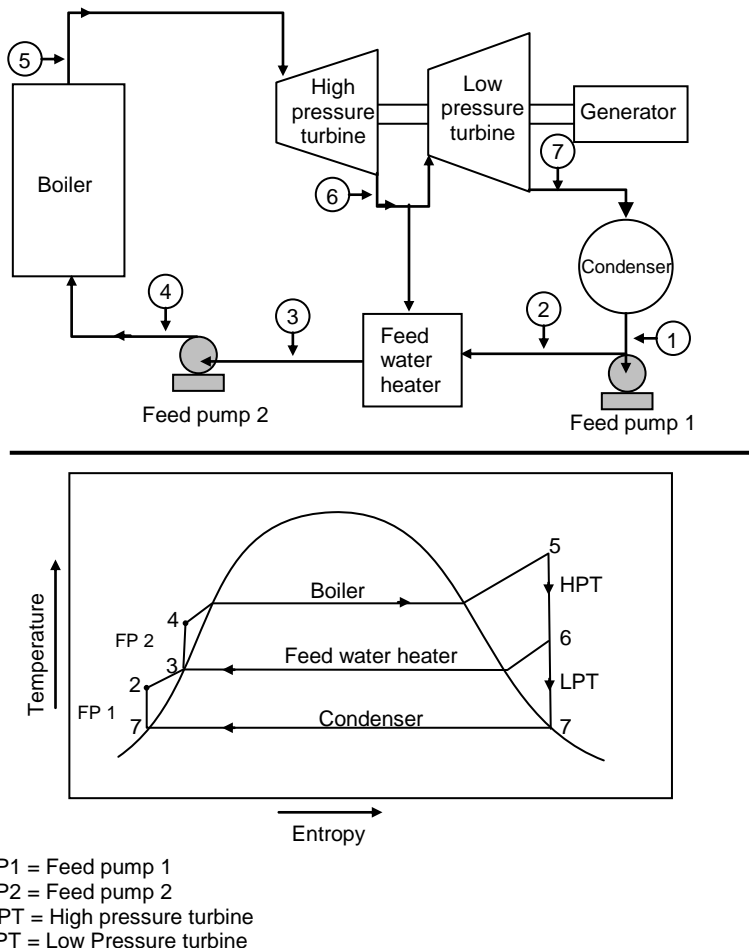 5
High
pressure
turbine
Low
pressure
turbine
Generator
Boiler
6
7
Condenser
4
3
2
1
Feed
water
heater
Feed pump 2
Feed pump 1
Temperature
5
Boiler
HPT
4
FP 2
6
3
Feed water heater
2
LPT
FP 1
7
Condenser
7
Entropy
P1 = Feed pump 1
P2 = Feed pump 2
PT = High pressure turbine
PT = Low Pressure turbine